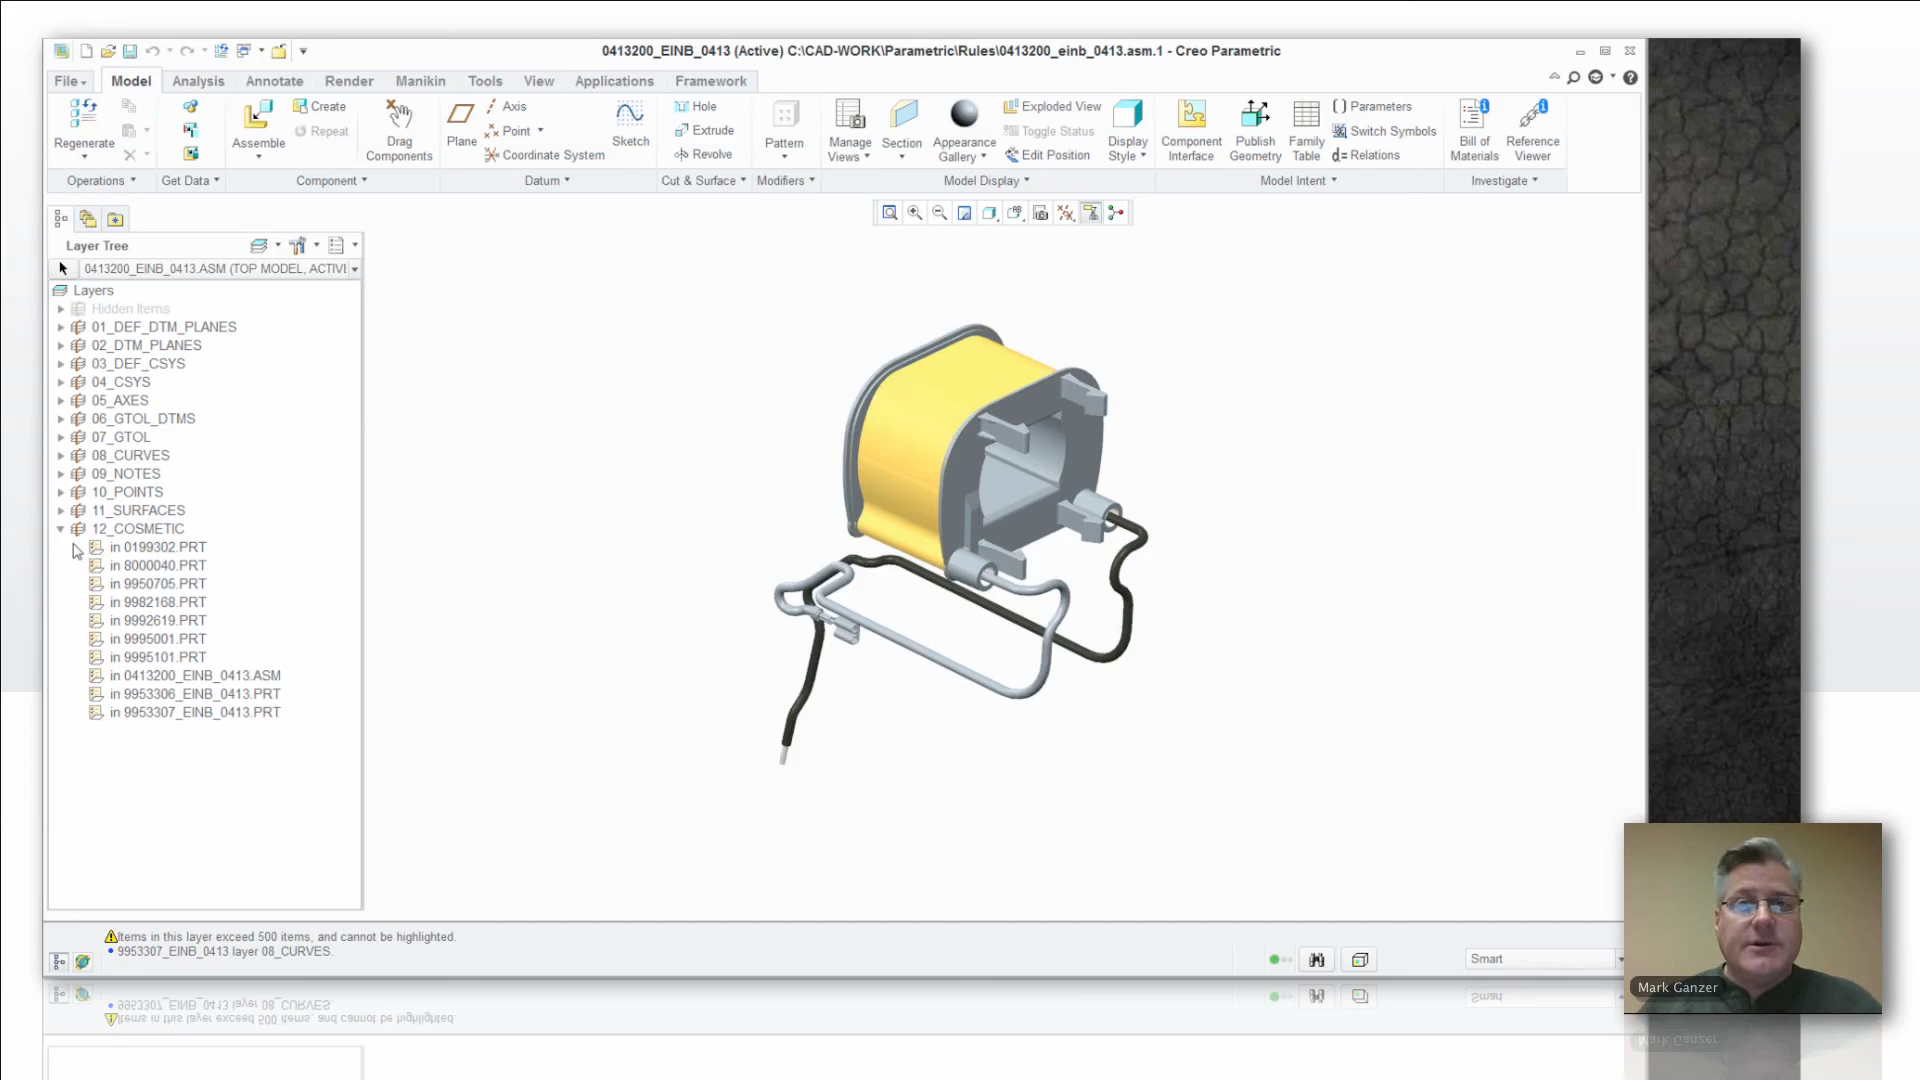 0413200_EINB_0413 (Active) C:\CAD-WORK\Parametric\Rules\0413200_einb_0413.asm.1 - Creo Parametric
File
Model
Analysis
Annotate
Render
Manikin
Tools
View
Applications
Framework
Regenerate
Assemble
Create
Repeat
Drag
Components
Plane
Axis
Point
Coordinate System
Sketch
Hole
Extrude
Revolve
Pattern
Manage
Views
Section
Appearance
Gallery
Exploded View
Toggle Status
Edit Position
Display
Style
Component
Interface
Publish
Geometry
Family
Table
Parameters
Switch Symbols
d= Relations
Bill of
Materials
Reference
Viewer
Operations
Get Data
Component
Datum
Cut & Surface
Modifiers
Model Display
Model Intent
Investigate
Layer Tree
0413200_EINB_0413.ASM (TOP MODEL, ACTIVE
Layers
Hidden Items
01_DEF_DTM_PLANES
02_DTM_PLANES
03_DEF_CSYS
04_CSYS
05_AXES
06_GTOL_DTMS
07_GTOL
08_CURVES
09_NOTES
10_POINTS
11_SURFACES
12_COSMETIC
in 0199302.PRT
in 8000040.PRT
in 9950705.PRT
in 9982168.PRT
in 9992619.PRT
in 9995001.PRT
in 9995101.PRT
in 0413200_EINB_0413.ASM
in 9953306_EINB_0413.PRT
in 9953307_EINB_0413.PRT
Items in this layer exceed 500 items, and cannot be highlighted.
• 9953307_EINB_0413 layer 08_CURVES.
Smart
Mark Ganzer